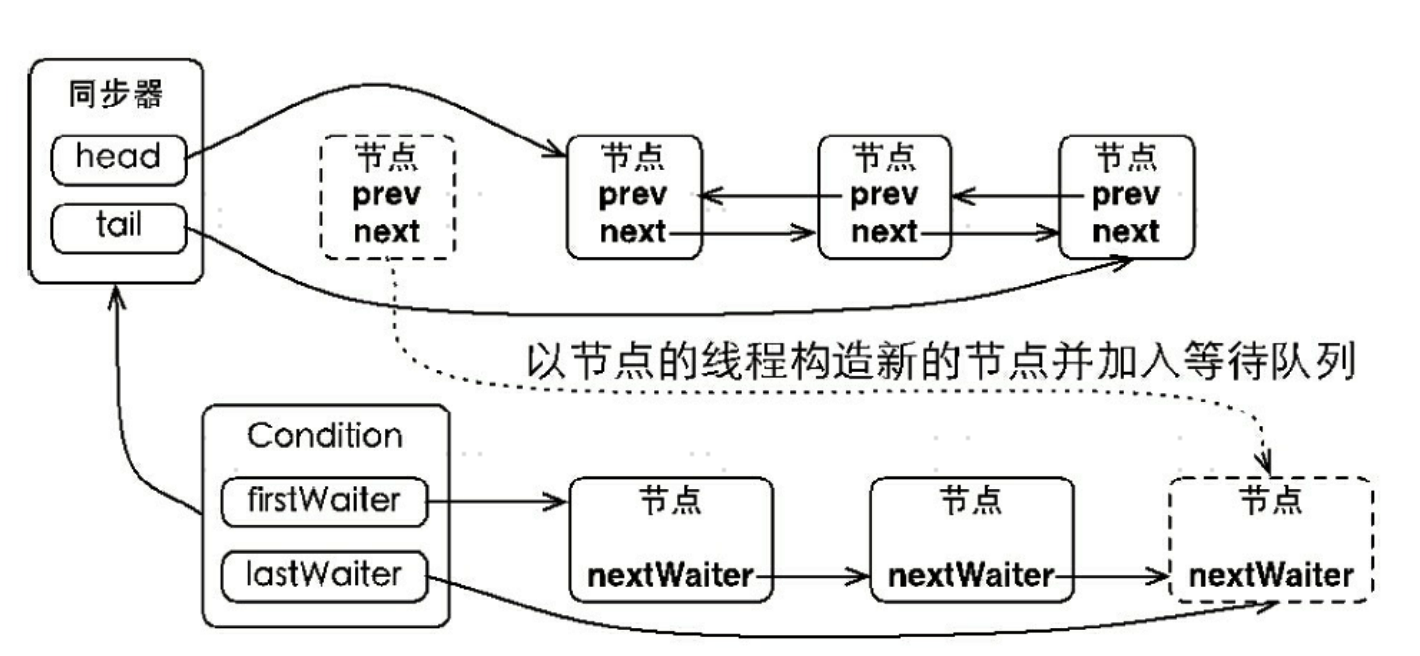 同步器
head
tail
节点
prev
next
节点
prev
next
节点
prev
next
节点
prev
next
以节点的线程构造新的节点并加入等待队列
Condition
firstWaiter
lastWaiter
节点
nextWaiter
节点
nextWaiter
节点
nextWaiter